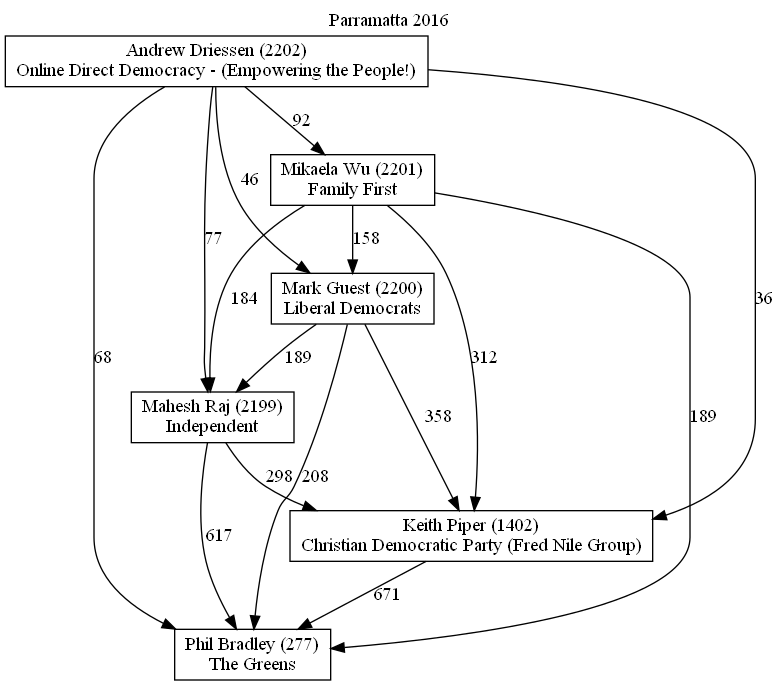 Parramatta 2016
Andrew Driessen (2202)
Online Direct Democracy - (Empowering the People!)
92
Mikaela Wu (2201)
Family First
46
77
158
184
Mark Guest (2200)
Liberal Democrats
36
68
189
312
Mahesh Raj (2199)
Independent
358
189
298
208
Keith Piper (1402)
Christian Democratic Party (Fred Nile Group)
617
671
Phil Bradley (277)
The Greens